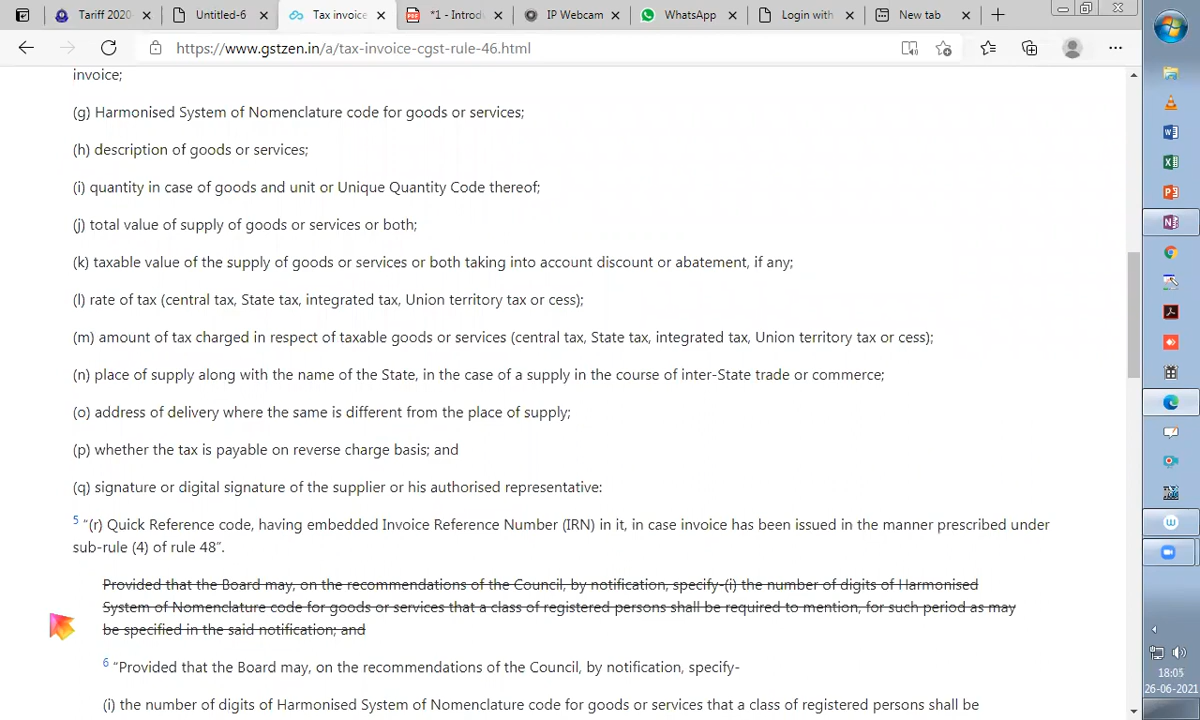 Tariff 2020-
Untitled-6
Tax invoice
*1 - Introdu
IP Webcam
WhatsApp
Login with
New tab
https://www.gstzen.in/a/tax-invoice-cgst-rule-46.html
invoice;
(g) Harmonised System of Nomenclature code for goods or services;
(h) description of goods or services;
(i) quantity in case of goods and unit or Unique Quantity Code thereof;
(j) total value of supply of goods or services or both;
(k) taxable value of the supply of goods or services or both taking into account discount or abatement, if any;
(l) rate of tax (central tax, State tax, integrated tax, Union territory tax or cess);
(m) amount of tax charged in respect of taxable goods or services (central tax, State tax, integrated tax, Union territory tax or cess);
(n) place of supply along with the name of the State, in the case of a supply in the course of inter-State trade or commerce;
(o) address of delivery where the same is different from the place of supply;
(p) whether the tax is payable on reverse charge basis; and
(q) signature or digital signature of the supplier or his authorised representative:
5 “(r) Quick Reference code, having embedded Invoice Reference Number (IRN) in it, in case invoice has been issued in the manner prescribed under
sub-rule (4) of rule 48”.
Provided that the Board may, on the recommendations of the Council, by notification, specify-(i) the number of digits of Harmonised
System of Nomenclature code for goods or services that a class of registered persons shall be required to mention, for such period as may
be specified in the said notification; and
6 “Provided that the Board may, on the recommendations of the Council, by notification, specify-
(i) the number of digits of Harmonised System of Nomenclature code for goods or services that a class of registered persons shall be
18:05
26-06-2021